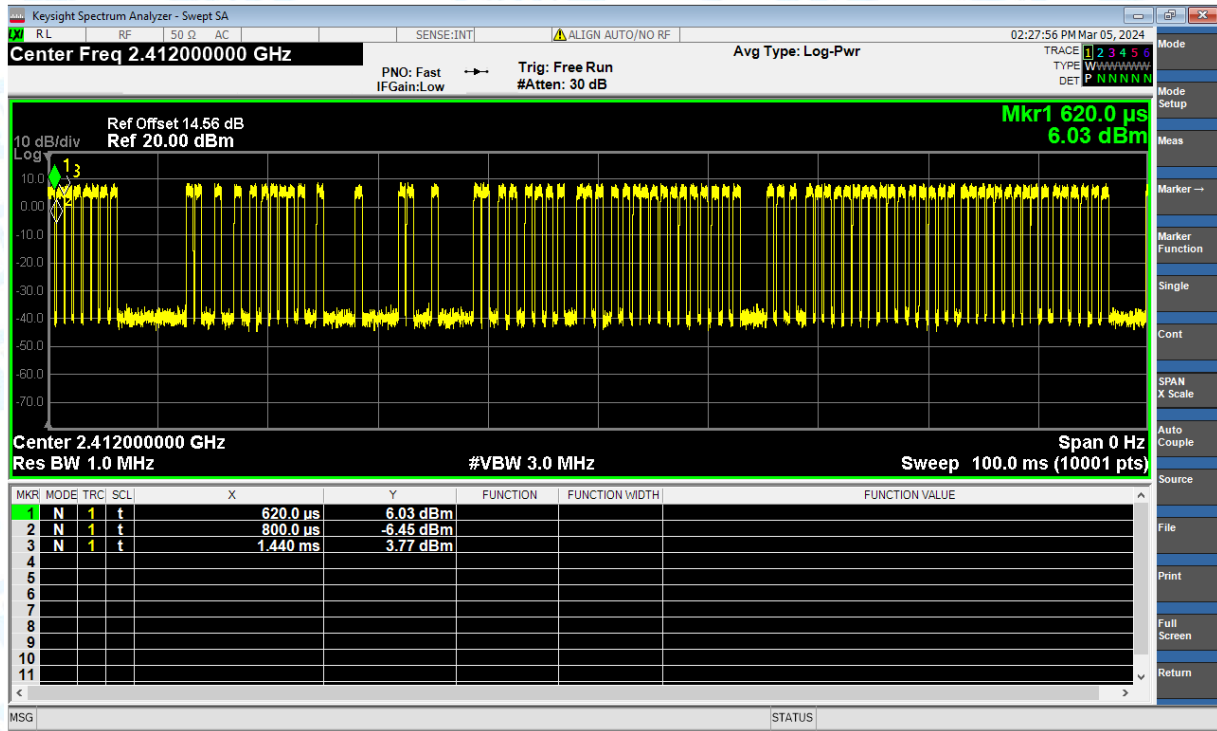 Keysight Spectrum Analyzer - Swept SA
LXI RL RF 50 Ω AC SENSE:INT ALIGN AUTO/NO RF 02:27:56 PM Mar 05, 2024
Center Freq 2.412000000 GHz
PNO: Fast
IFGain:Low
Trig: Free Run
#Atten: 30 dB
Avg Type: Log-Pwr
TRACE 1 2 3 4 5 6
TYPE WWWWWW
DET P N N N N N
Mkr1 620.0 µs
6.03 dBm
Ref Offset 14.56 dB
10 dB/div Ref 20.00 dBm
Log
1 3
2
10.0
0.00
-10.0
-20.0
-30.0
-40.0
-50.0
-60.0
-70.0
Center 2.412000000 GHz Span 0 Hz
Res BW 1.0 MHz #VBW 3.0 MHz Sweep 100.0 ms (10001 pts)
MKR MODE TRC SCL X Y FUNCTION FUNCTION WIDTH FUNCTION VALUE
1 N 1 t 620.0 µs 6.03 dBm
2 N 1 t 800.0 µs -6.45 dBm
3 N 1 t 1.440 ms 3.77 dBm
4
5
6
7
8
9
10
11
MSG STATUS
Mode
Mode
Setup
Meas
Marker →
Marker
Function
Single
Cont
SPAN
X Scale
Auto
Couple
Source
File
Print
Full
Screen
Return